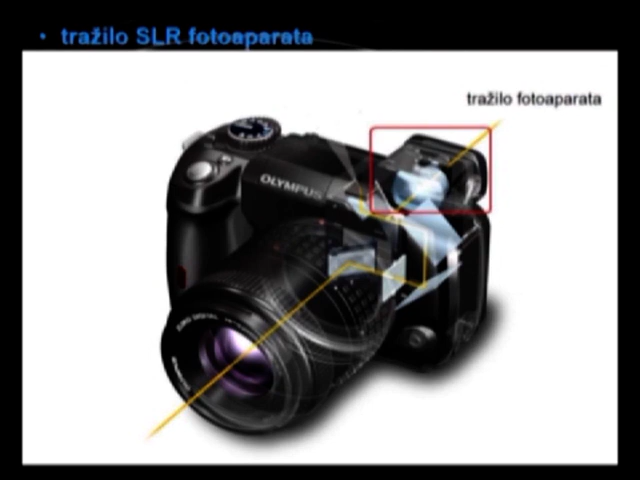 • tražilo SLR fotoaparata
tražilo fotoaparata
OLYMPUS